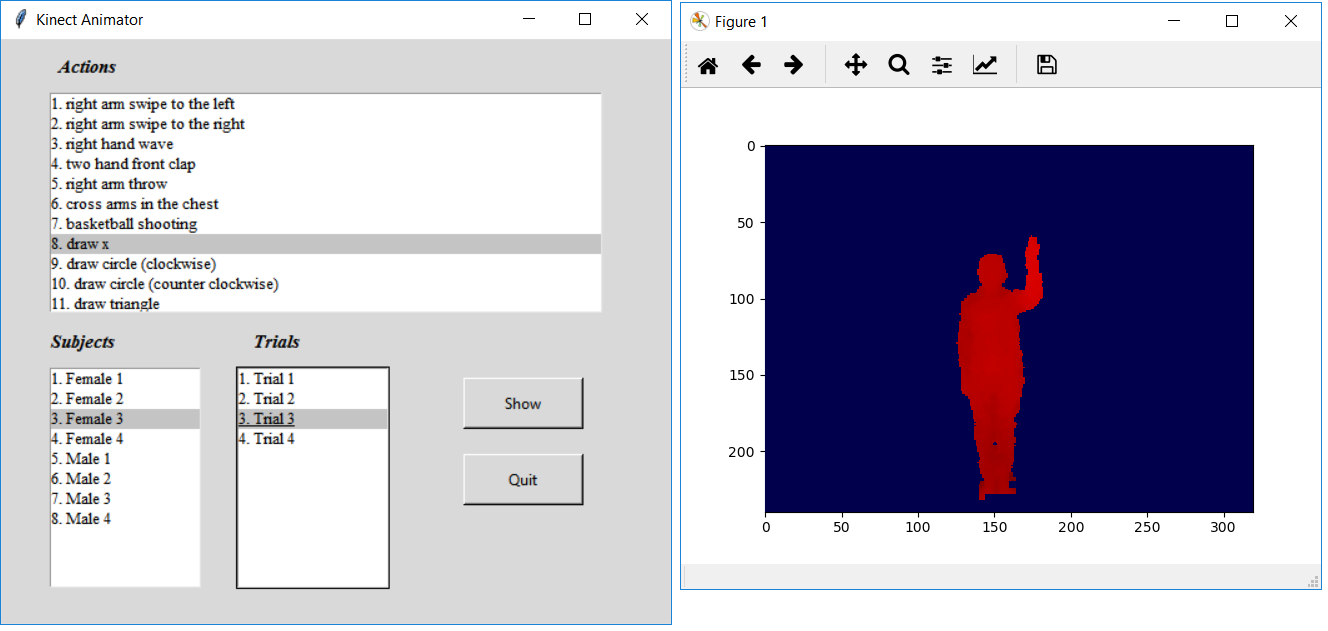 Kinect Animator
Actions
1. right arm swipe to the left
2. right arm swipe to the right
3. right hand wave
4. two hand front clap
5. right arm throw
6. cross arms in the chest
7. basketball shooting
8. draw x
9. draw circle (clockwise)
10. draw circle (counter clockwise)
11. draw triangle
Subjects
1. Female 1
2. Female 2
3. Female 3
4. Female 4
5. Male 1
6. Male 2
7. Male 3
8. Male 4
Trials
1. Trial 1
2. Trial 2
3. Trial 3
4. Trial 4
Show
Quit
Figure 1
0
50
100
150
200
0 50 100 150 200 250 300